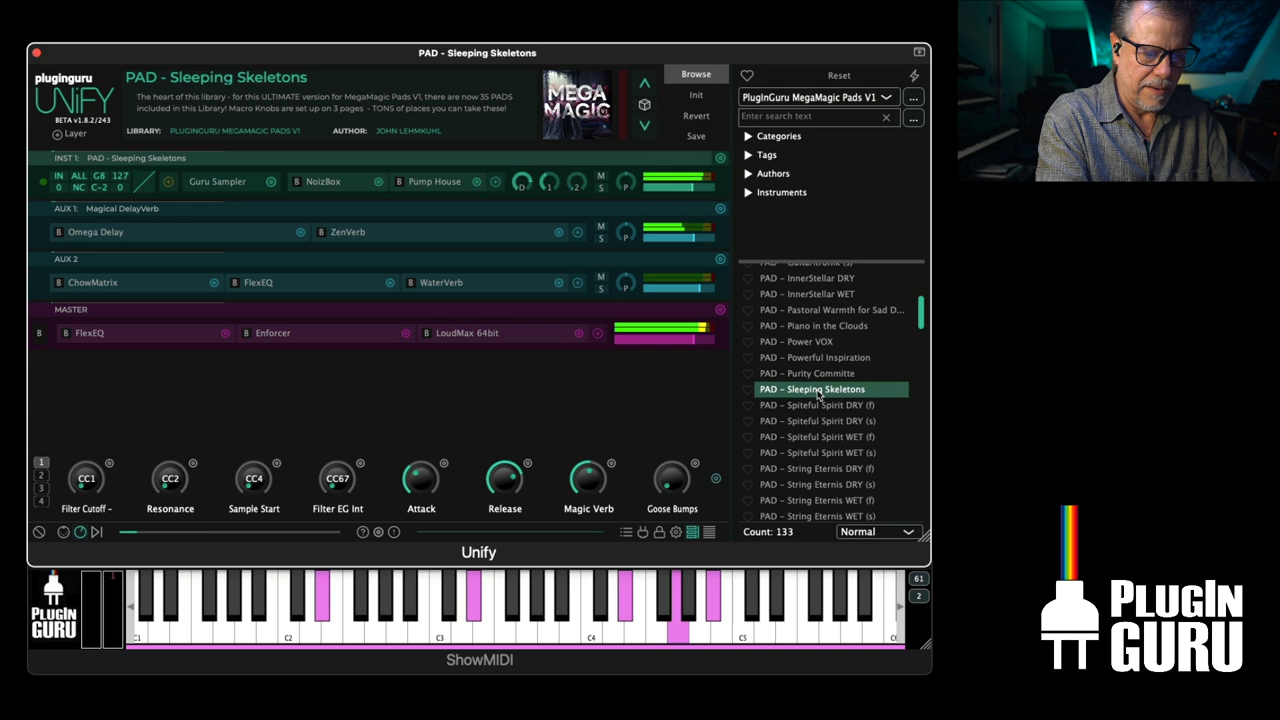 PAD - Sleeping Skeletons
pluginguru
UNiFY
BETA v1.8.2/243
Layer
PAD - Sleeping Skeletons
The heart of this library - for this ULTIMATE version for MegaMagic Pads V1, there are now 35 PADS
included in this Library! Macro Knobs are set up on 3 pages - TONS of places you can take these!
LIBRARY: PLUGINGURU MEGAMAGIC PADS V1 AUTHOR: JOHN LEHMKUHL
MEGA
MAGIC
Browse
Init
Revert
Save
Reset
PlugInGuru MegaMagic Pads V1 ...
Enter search text ...
Categories
Tags
Authors
Instruments
INST 1: PAD - Sleeping Skeletons
IN ALL G8 127
0 NC C-2 0
Guru Sampler B NoizBox B Pump House D 1 2 M S P
AUX 1: Magical DelayVerb
B Omega Delay B ZenVerb M S P
AUX 2
B ChowMatrix B FlexEQ B WaterVerb M S P
MASTER
B B FlexEQ B Enforcer B LoudMax 64bit
PAD - InnerStellar DRY
PAD - InnerStellar WET
PAD - Pastoral Warmth for Sad D...
PAD - Piano in the Clouds
PAD - Power VOX
PAD - Powerful Inspiration
PAD - Purity Committe
PAD - Sleeping Skeletons
PAD - Spiteful Spirit DRY (f)
PAD - Spiteful Spirit DRY (s)
PAD - Spiteful Spirit WET (f)
PAD - Spiteful Spirit WET (s)
PAD - String Eternis DRY (f)
PAD - String Eternis DRY (s)
PAD - String Eternis WET (f)
PAD - String Eternis WET (s)
Count: 133 Normal
1
2
3
4
CC1 CC2 CC4 CC67
Filter Cutoff - Resonance Sample Start Filter EG Int Attack Release Magic Verb Goose Bumps
Unify
PLUGIN
GURU
1
C1 C2 C3 C4 C5 C6
61
2
ShowMIDI
PLUGIN
GURU